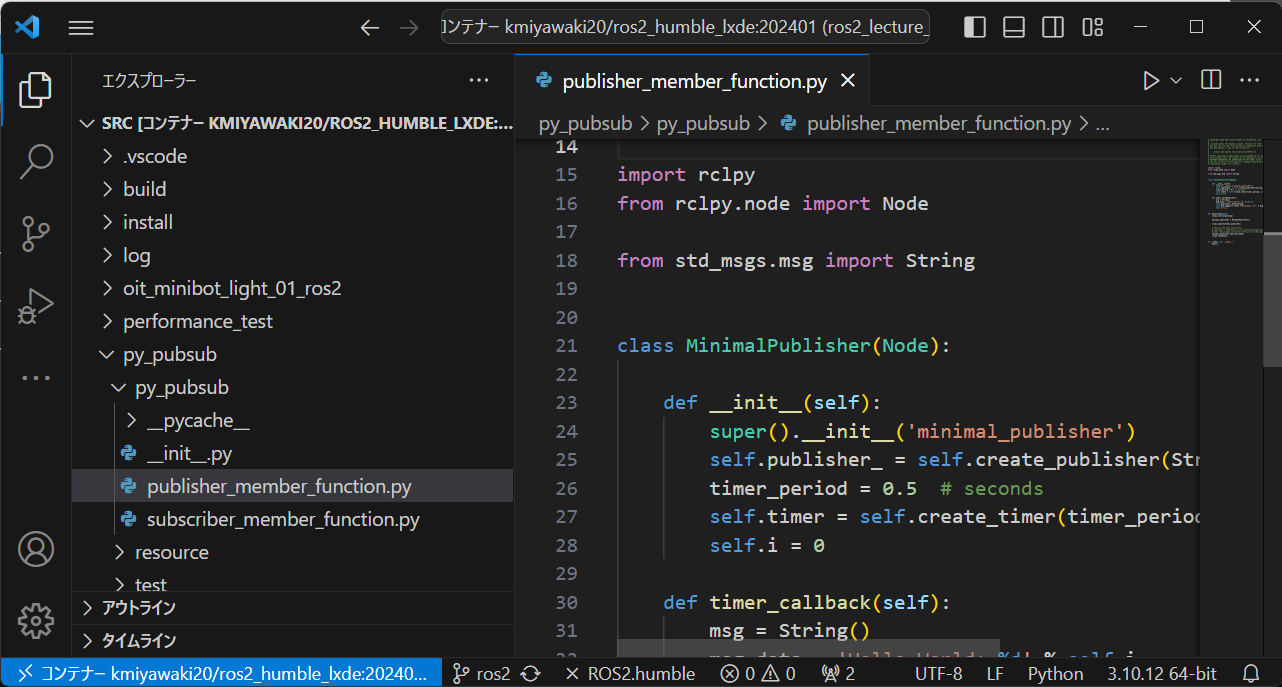 ]コンテナー kmiyawaki20/ros2_humble_lxde:202401 (ros2_lecture_
エクスプローラー
SRC [コンテナー KMIYAWAKI20/ROS2_HUMBLE_LXDE:...
.vscode
build
install
log
oit_minibot_light_01_ros2
performance_test
py_pubsub
py_pubsub
__pycache__
__init__.py
publisher_member_function.py
subscriber_member_function.py
resource
test
アウトライン
タイムライン
publisher_member_function.py
py_pubsub > py_pubsub > publisher_member_function.py > ...
14
15 import rclpy
16 from rclpy.node import Node
17
18 from std_msgs.msg import String
19
20
21 class MinimalPublisher(Node):
22
23 def __init__(self):
24 super().__init__('minimal_publisher')
25 self.publisher_ = self.create_publisher(Str
26 timer_period = 0.5 # seconds
27 self.timer = self.create_timer(timer_period
28 self.i = 0
29
30 def timer_callback(self):
31 msg = String()
msg.data = 'Hello World: %d' % self.i
コンテナー kmiyawaki20/ros2_humble_lxde:20240... ros2 ROS2.humble 0 0 2 UTF-8 LF Python 3.10.12 64-bit